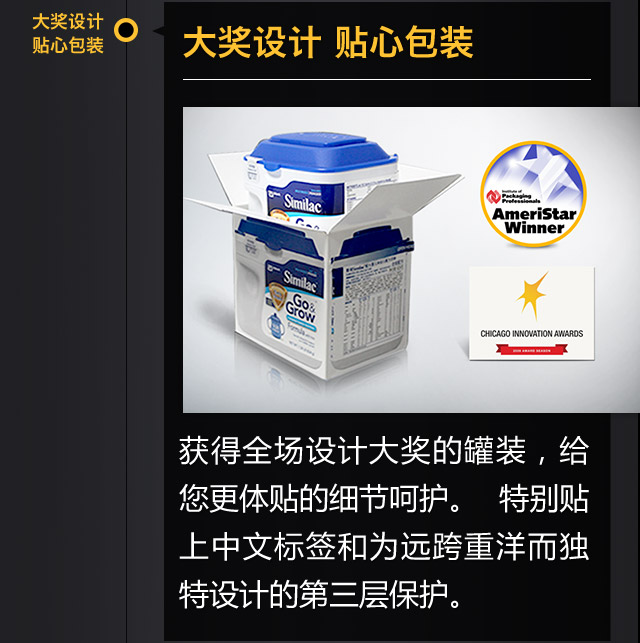 大奖设计
贴心包装
大奖设计 贴心包装
Similac
Go&
Similac
Go&
Grow
Formula
Institute of
Packaging
Professionals
AmeriStar
Winner
CHICAGO INNOVATION AWARDS
获得全场设计大奖的罐装，给
您更体贴的细节呵护。 特别贴
上中文标签和为远跨重洋而独
特设计的第三层保护。